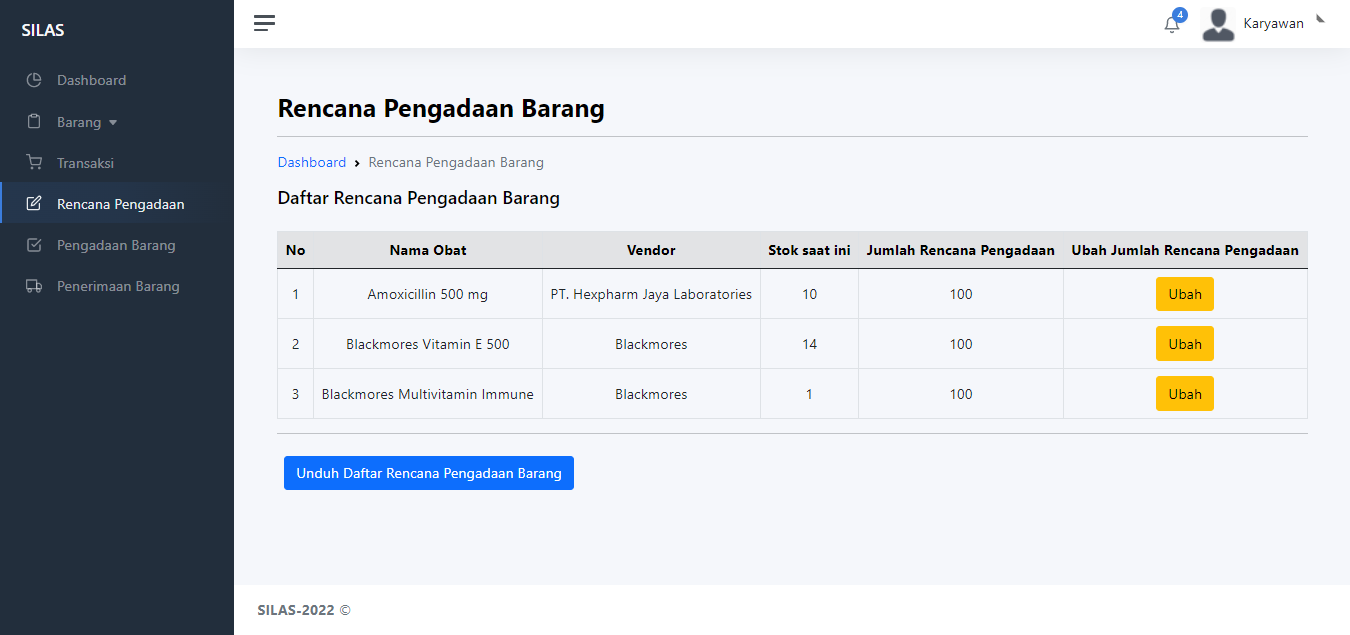 SILAS
4
Karyawan
Dashboard
Barang
Transaksi
Rencana Pengadaan
Pengadaan Barang
Penerimaan Barang
Rencana Pengadaan Barang
Dashboard › Rencana Pengadaan Barang
Daftar Rencana Pengadaan Barang
No Nama Obat Vendor Stok saat ini Jumlah Rencana Pengadaan Ubah Jumlah Rencana Pengadaan
1 Amoxicillin 500 mg PT. Hexpharm Jaya Laboratories 10 100 Ubah
2 Blackmores Vitamin E 500 Blackmores 14 100 Ubah
3 Blackmores Multivitamin Immune Blackmores 1 100 Ubah
Unduh Daftar Rencana Pengadaan Barang
SILAS-2022 ©